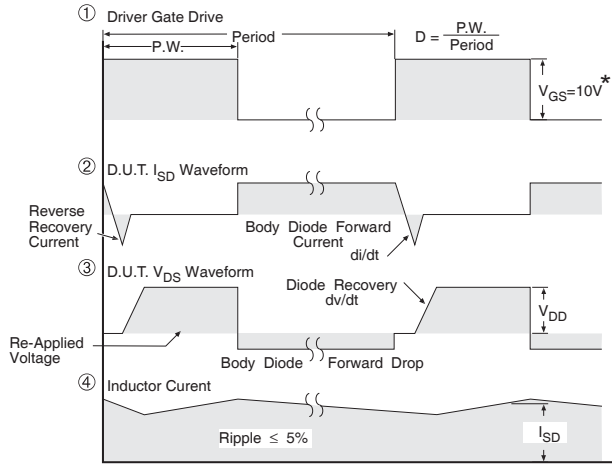 ① Driver Gate Drive
P.W.
Period
D = P.W. / Period
VGS=10V*
② D.U.T. ISD Waveform
Reverse
Recovery
Current
Body Diode Forward
Current
di/dt
③ D.U.T. VDS Waveform
Diode Recovery
dv/dt
VDD
Re-Applied
Voltage
Body Diode Forward Drop
④ Inductor Curent
Ripple ≤ 5%
ISD